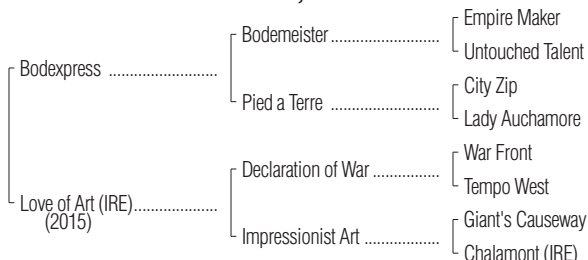 Empire Maker
Bodemeister..............................
Untouched Talent
Bodexpress ..............................
City Zip
Pied a Terre ..............................
Lady Auchamore
War Front
Declaration of War....................
Tempo West
Love of Art (IRE)........................
(2015)
Giant's Causeway
Impressionist Art .....................
Chalamont (IRE)